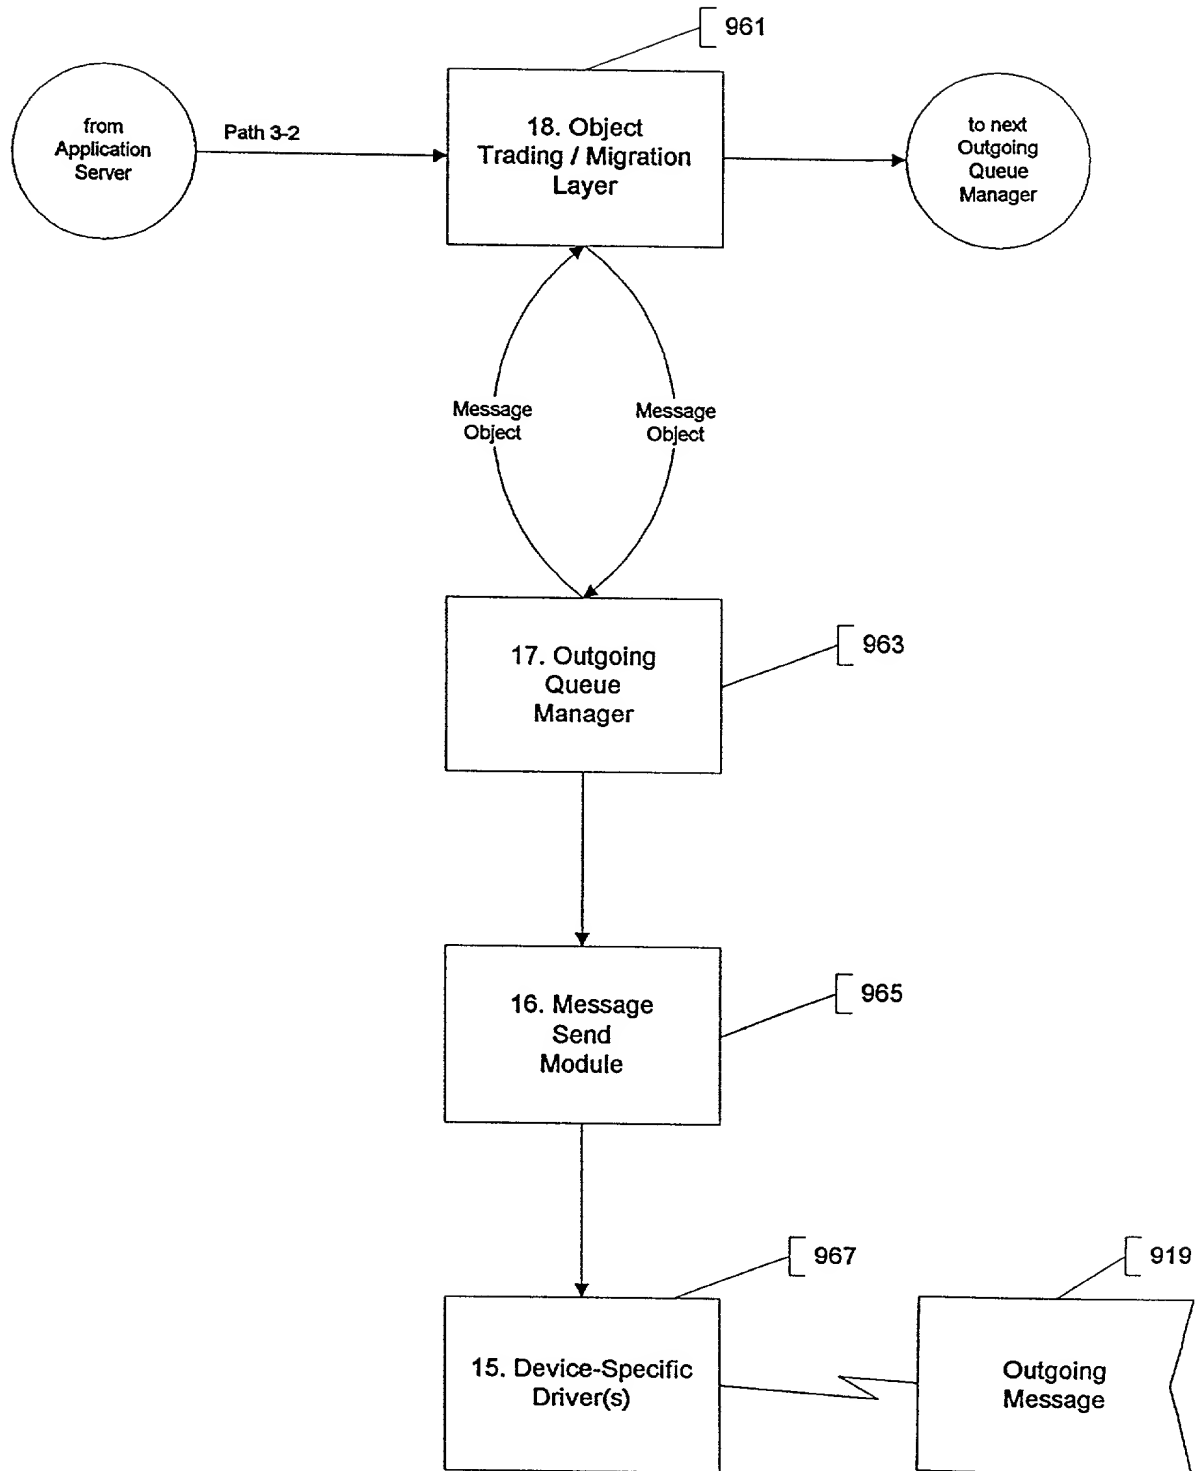 961
from
Application
Server
Path 3-2
18. Object
Trading / Migration
Layer
to next
Outgoing
Queue
Manager
Message
Object
Message
Object
17. Outgoing
Queue
Manager
963
16. Message
Send
Module
965
967
919
15. Device-Specific
Driver(s)
Outgoing
Message